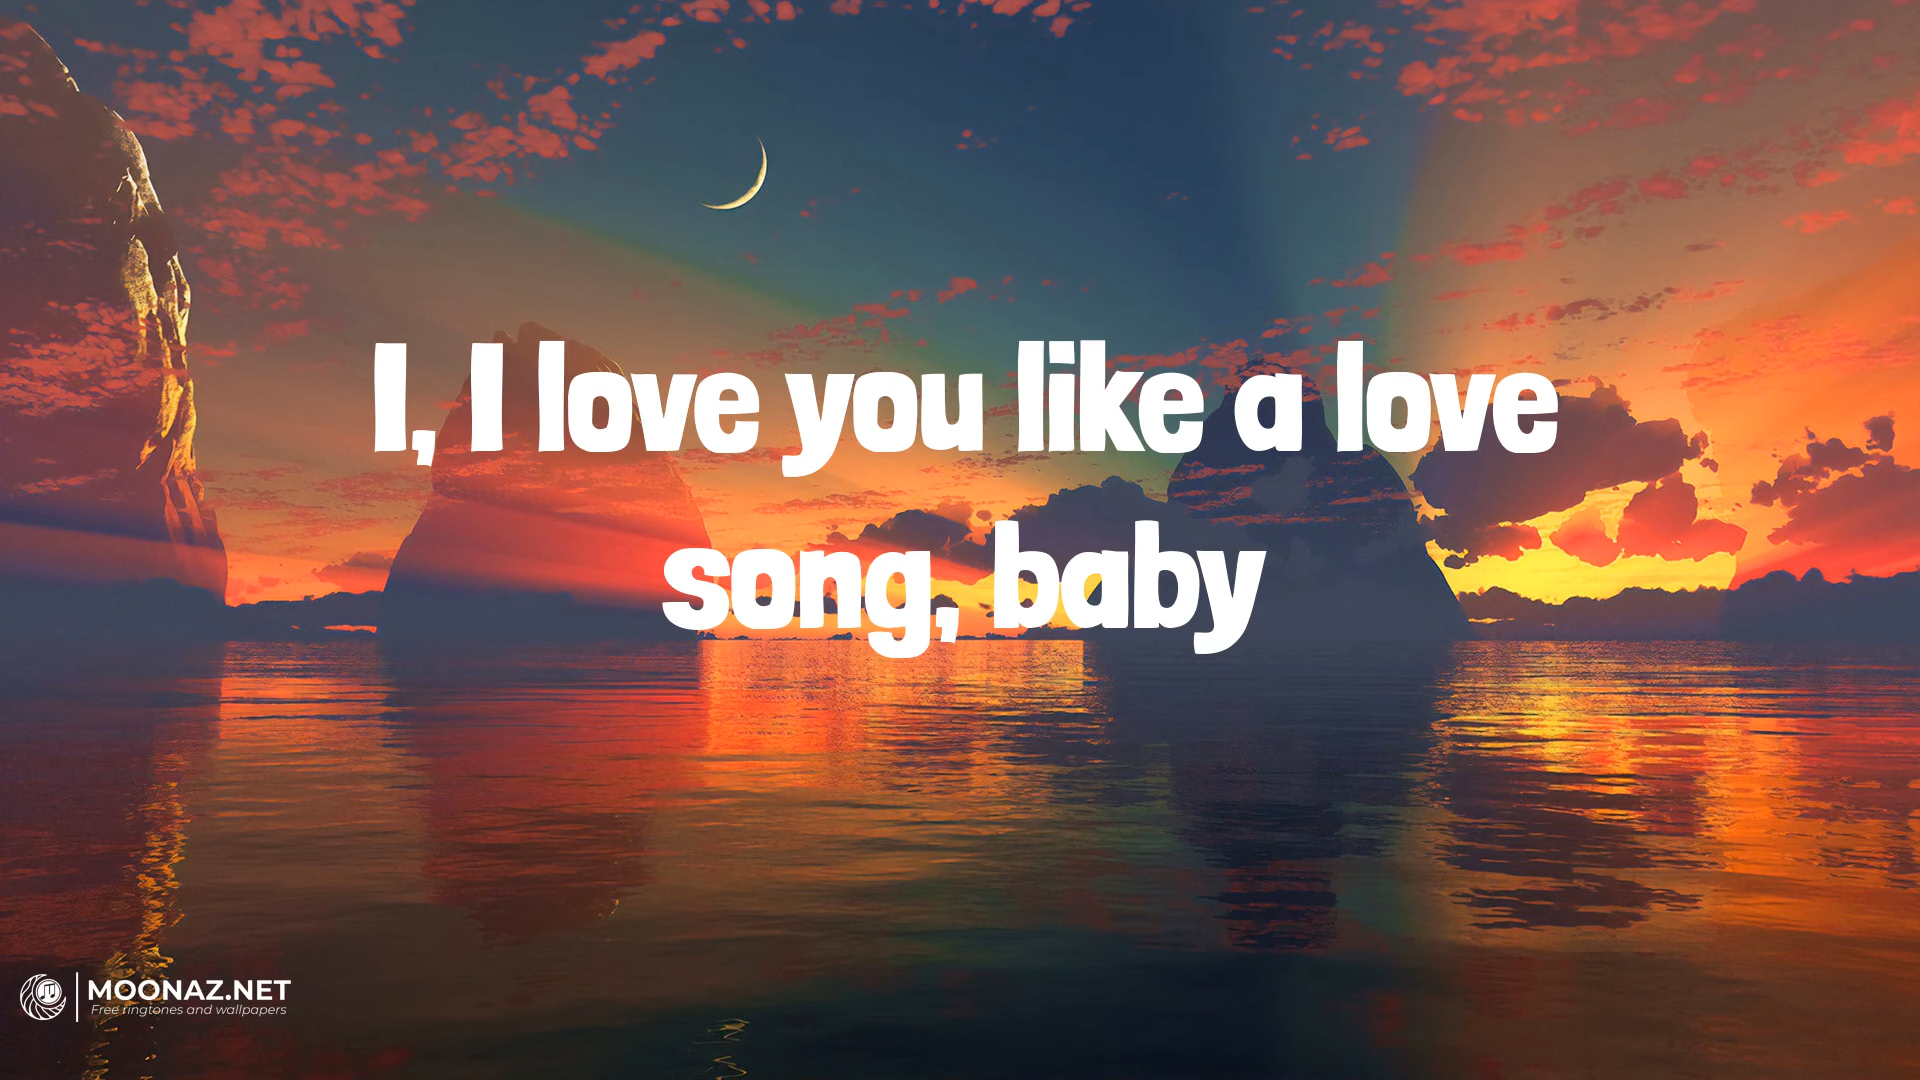 I, I love you like a love
song, baby
MOONAZ.NET
Free ringtones and wallpapers